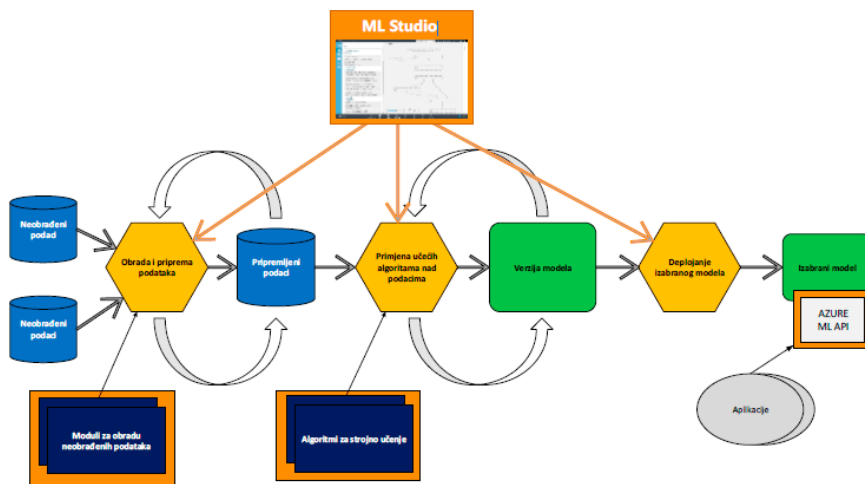 ML Studio
Neobrađeni
podaci
Neobrađeni
podaci
Obrada i priprema
podataka
Pripremljeni
podaci
Primjena učećih
algoritama nad
podacima
Verzija modela
Deplojanje
izabranog modela
Izabrani model
AZURE
ML API
Aplikacije
Moduli za obradu
neobrađenih podataka
Algoritmi za strojno učenje